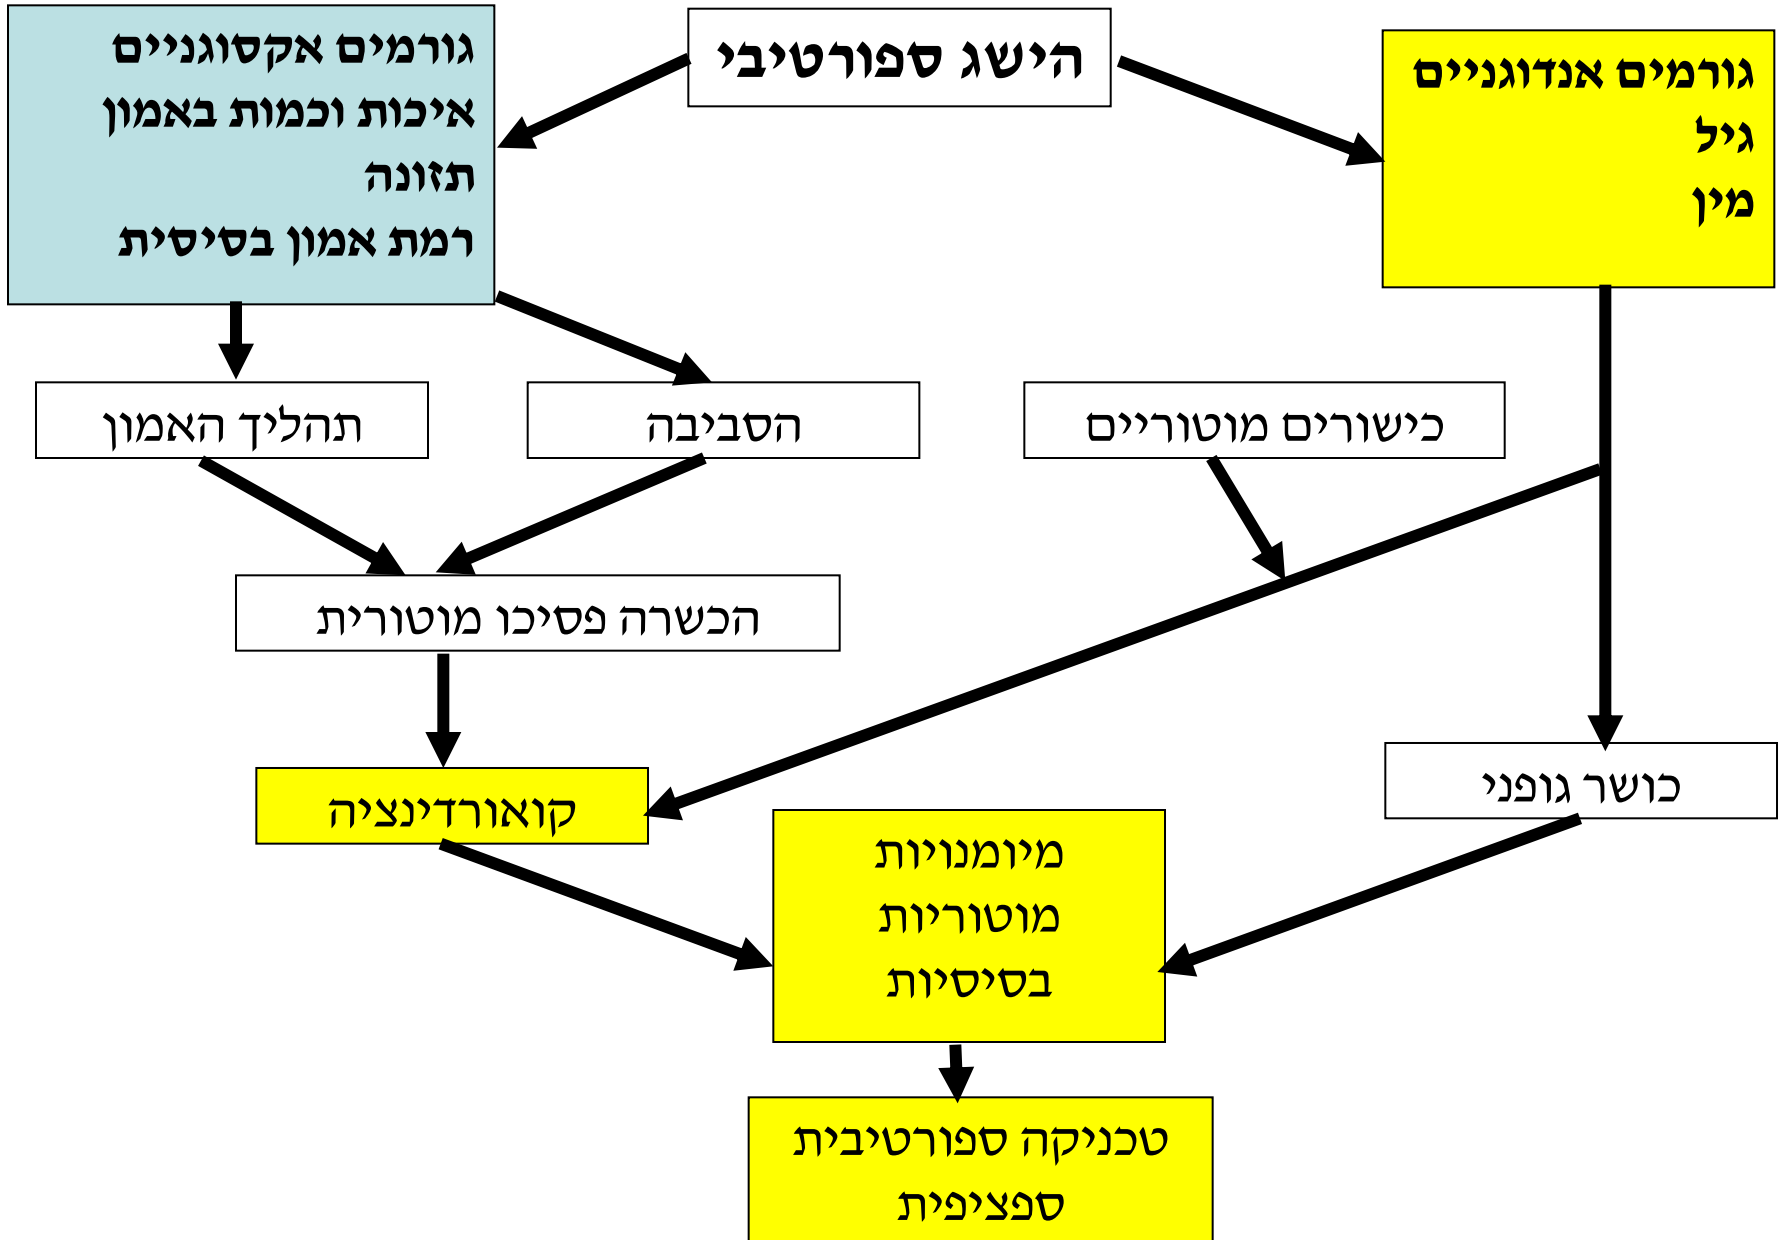 הישג ספורטיבי
גורמים אנדוגניים
גיל
מין
גורמים אקסוגניים
איכות וכמות באמון
תזונה
רמת אמון בסיסית
כישורים מוטוריים
הסביבה
תהליך האמון
הכשרה פסיכו מוטורית
כושר גופני
קואורדינציה
מיומנויות
מוטוריות
בסיסיות
טכניקה ספורטיבית
ספציפית